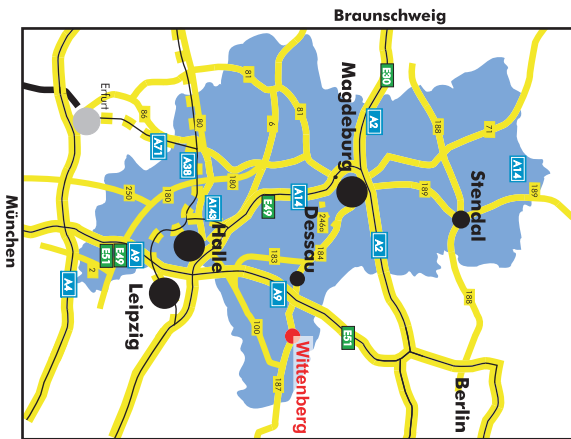 Braunschweig
E30
81
Magdeburg
A2
188
71
A14
Erfurt
86
81
6
80
A71
A38
Stendal
180
180
250
189
189
A14
E49
A143
Dessau
246a
184
A2
München
Halle
183
A9
E49
E51
2
A4
Leipzig
A9
188
100
E51
Wittenberg
187
Berlin